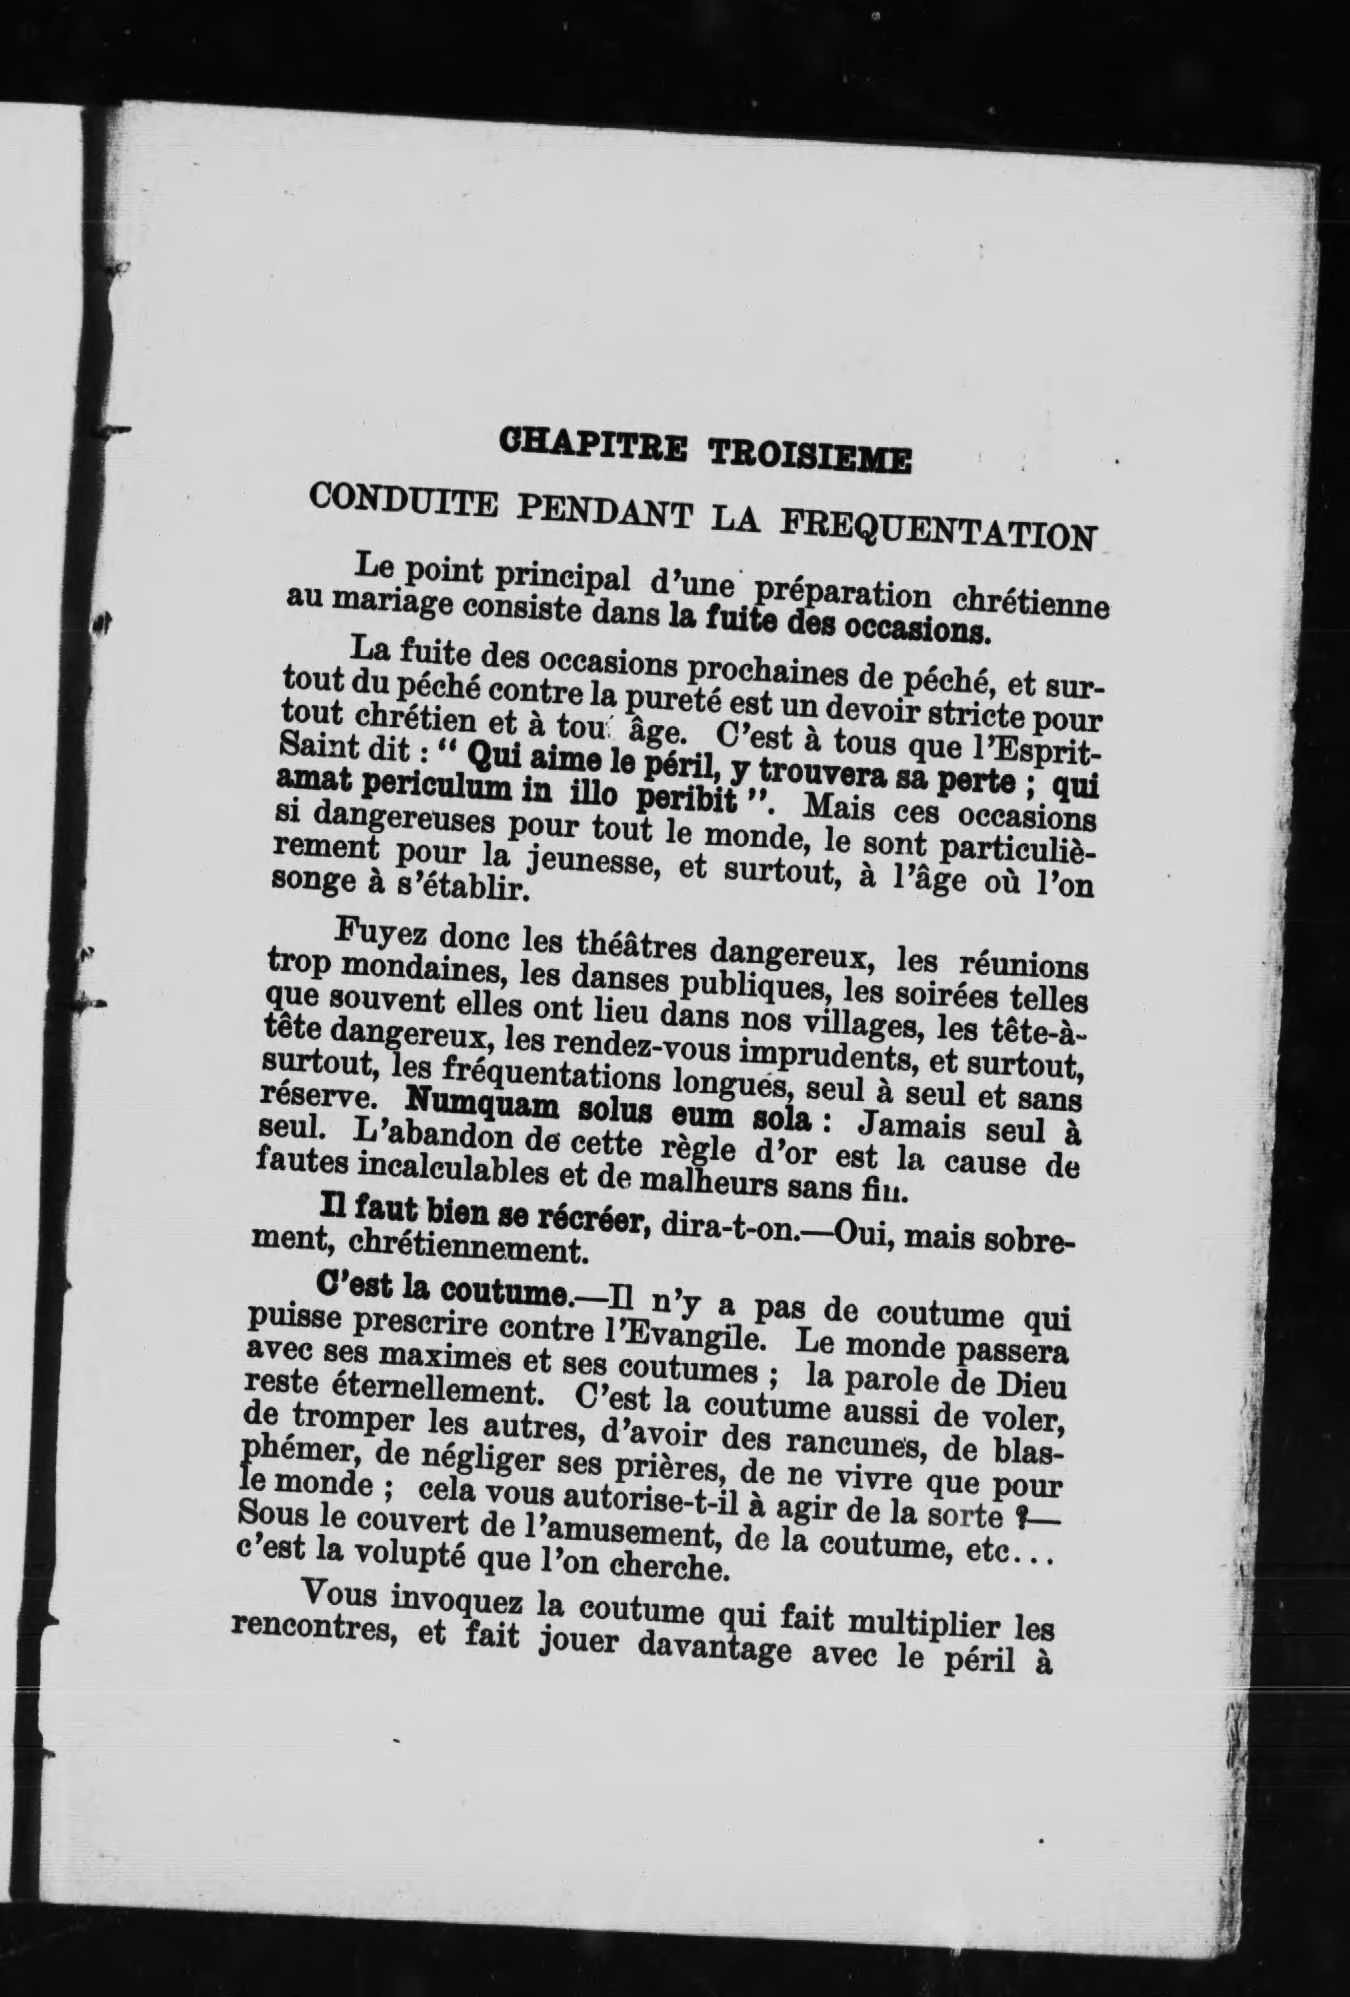 CHAPITRE TROISIEME
CONDUITE PENDANT LA FREQUENTATION
Le point principal d'une préparation chrétienne
au mariage consiste dans la fuite des occasions.
La fuite des occasions prochaines de péché, et sur-
tout du péché contre la pureté est un devoir stricte pour
tout chrétien et à tout âge. C'est à tous que l'Esprit-
Saint dit : " Qui aime le péril, y trouvera sa perte ; qui
amat periculum in illo peribit ". Mais ces occasions
si dangereuses pour tout le monde, le sont particuliè-
rement pour la jeunesse, et surtout, à l'âge où l'on
songe à s'établir.
Fuyez donc les théâtres dangereux, les réunions
trop mondaines, les danses publiques, les soirées telles
que souvent elles ont lieu dans nos villages, les tête-à-
tête dangereux, les rendez-vous imprudents, et surtout,
surtout, les fréquentations longues, seul à seul et sans
réserve. Numquam solus eum sola : Jamais seul à
seul. L'abandon de cette règle d'or est la cause de
fautes incalculables et de malheurs sans fin.
Il faut bien se récréer, dira-t-on.—Oui, mais sobre-
ment, chrétiennement.
C'est la coutume.—Il n'y a pas de coutume qui
puisse prescrire contre l'Evangile. Le monde passera
avec ses maximes et ses coutumes ; la parole de Dieu
reste éternellement. C'est la coutume aussi de voler,
de tromper les autres, d'avoir des rancunes, de blas-
phémer, de négliger ses prières, de ne vivre que pour
le monde ; cela vous autorise-t-il à agir de la sorte ?—
Sous le couvert de l'amusement, de la coutume, etc...
c'est la volupté que l'on cherche.
Vous invoquez la coutume qui fait multiplier les
rencontres, et fait jouer davantage avec le péril à